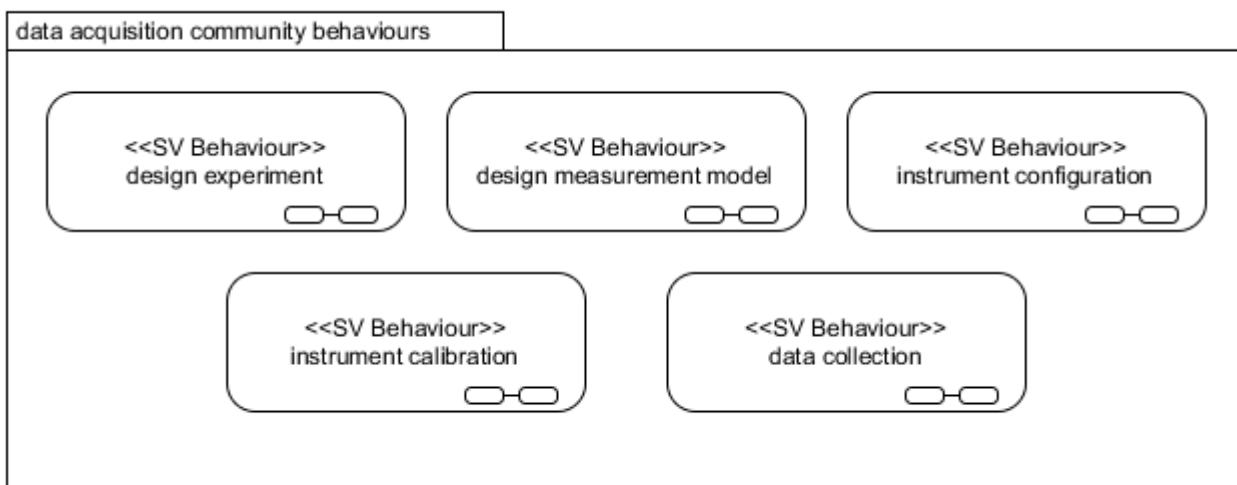 data acquisition community behaviours
<<SV Behaviour>>
design experiment
<<SV Behaviour>>
design measurement model
<<SV Behaviour>>
instrument configuration
<<SV Behaviour>>
instrument calibration
<<SV Behaviour>>
data collection